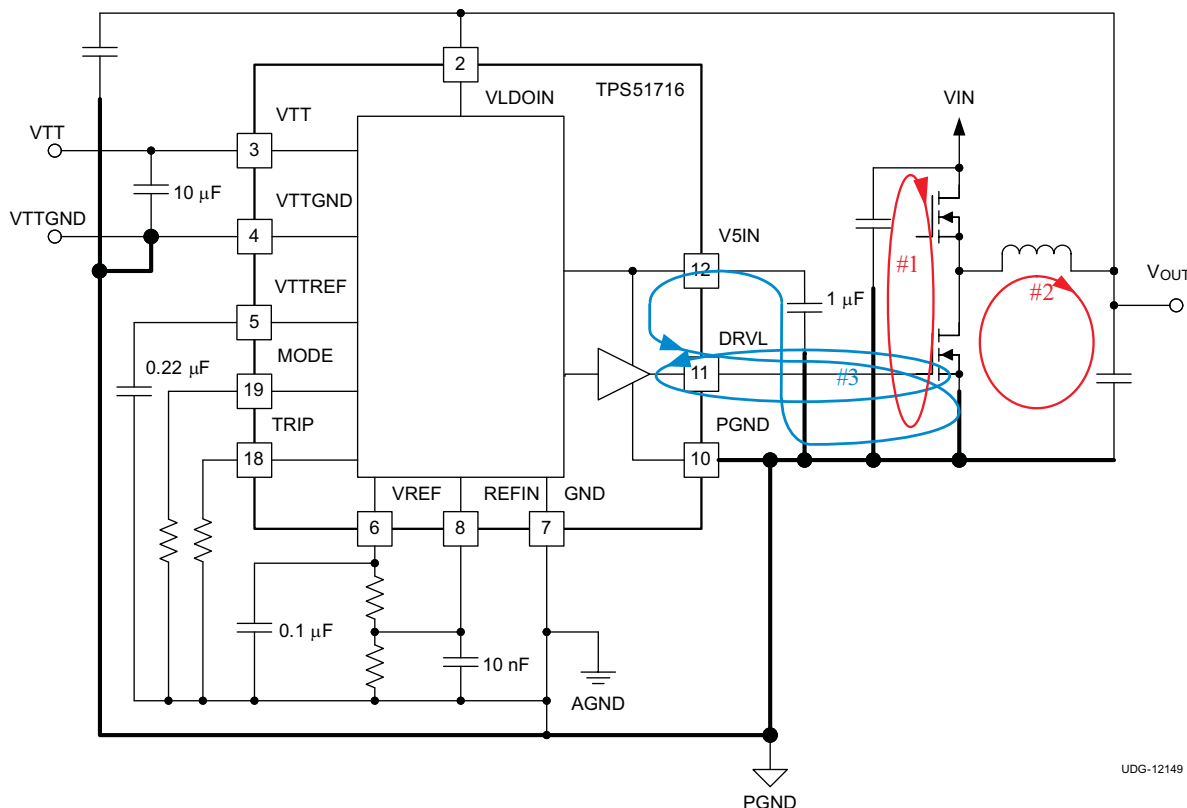 2
TPS51716
VLDOIN
VIN
VTT
VTT
3
10 µF
VTTGND
VTTGND
4
V5IN
12
#1
#2
VOUT
VTTREF
5
1 µF
DRVL
MODE
0.22 µF
11
#3
19
TRIP
PGND
18
10
VREF
REFIN
GND
6
8
7
0.1 µF
10 nF
AGND
PGND
UDG-12149